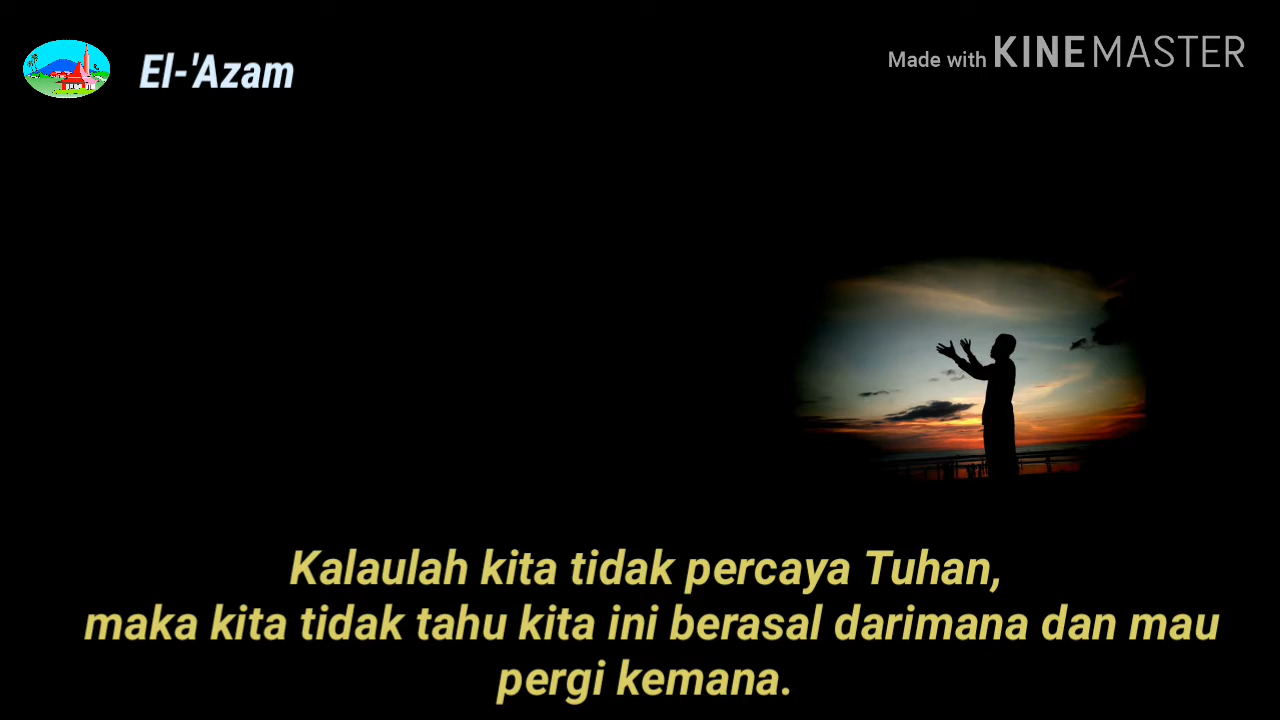 El-'Azam
Made with KINEMASTER
Kalaulah kita tidak percaya Tuhan,
maka kita tidak tahu kita ini berasal darimana dan mau
pergi kemana.